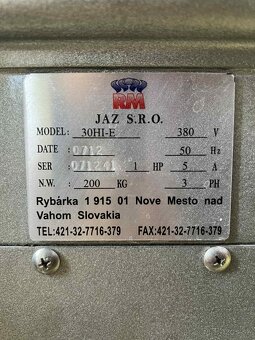 RM
JAZ S.R.O.
MODEL: 30HI-E 380 V
DATE : 0712 50 Hz
SER : 071241 1 HP 5 A
N.W. : 200 KG 3 PH
Rybárka 1 915 01 Nove Mesto nad
Vahom Slovakia
TEL:421-32-7716-379 FAX:421-32-7716-379